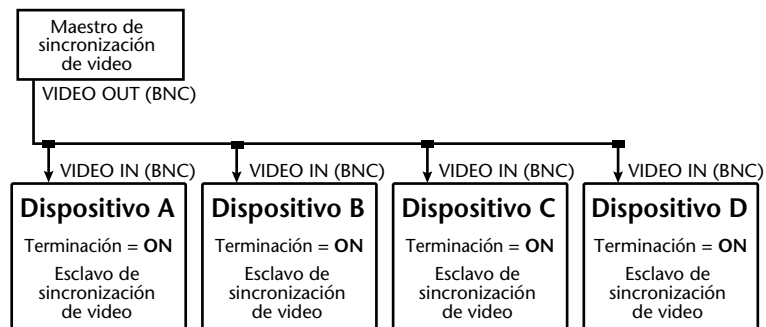 Maestro de
sincronización
de video
VIDEO OUT (BNC)
VIDEO IN (BNC)
VIDEO IN (BNC)
VIDEO IN (BNC)
VIDEO IN (BNC)
Dispositivo A
Terminación = ON
Esclavo de
sincronización
de video
Dispositivo B
Terminación = ON
Esclavo de
sincronización
de video
Dispositivo C
Terminación = ON
Esclavo de
sincronización
de video
Dispositivo D
Terminación = ON
Esclavo de
sincronización
de video